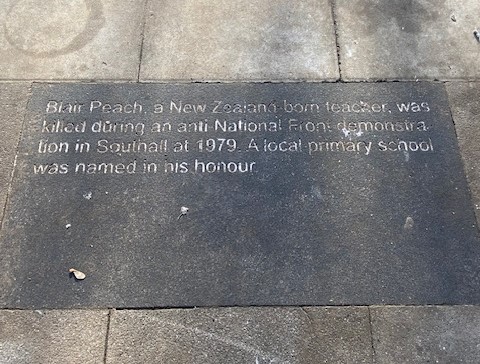 Blair Peach, a New Zealand-born teacher, was
killed during an anti-National Front demonstra-
tion in Southall at 1979. A local primary school
was named in his honour.